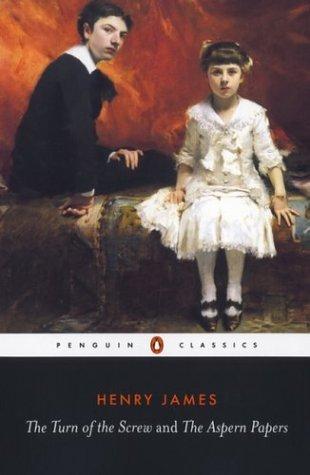 PENGUIN CLASSICS
HENRY JAMES
The Turn of the Screw and The Aspern Papers